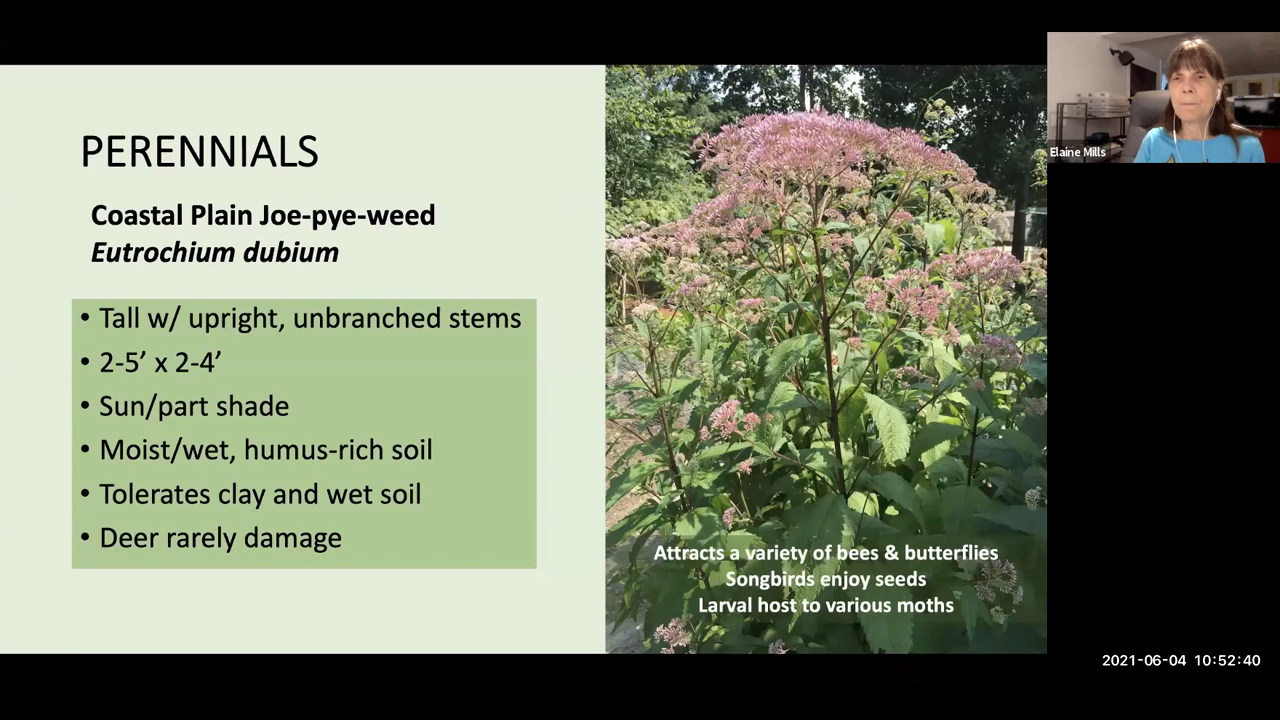 PERENNIALS
Coastal Plain Joe-pye-weed
Eutrochium dubium
• Tall w/ upright, unbranched stems
• 2-5’ x 2-4’
• Sun/part shade
• Moist/wet, humus-rich soil
• Tolerates clay and wet soil
• Deer rarely damage
Attracts a variety of bees & butterflies
Songbirds enjoy seeds
Larval host to various moths
Elaine Mills
2021-06-04 10:52:40